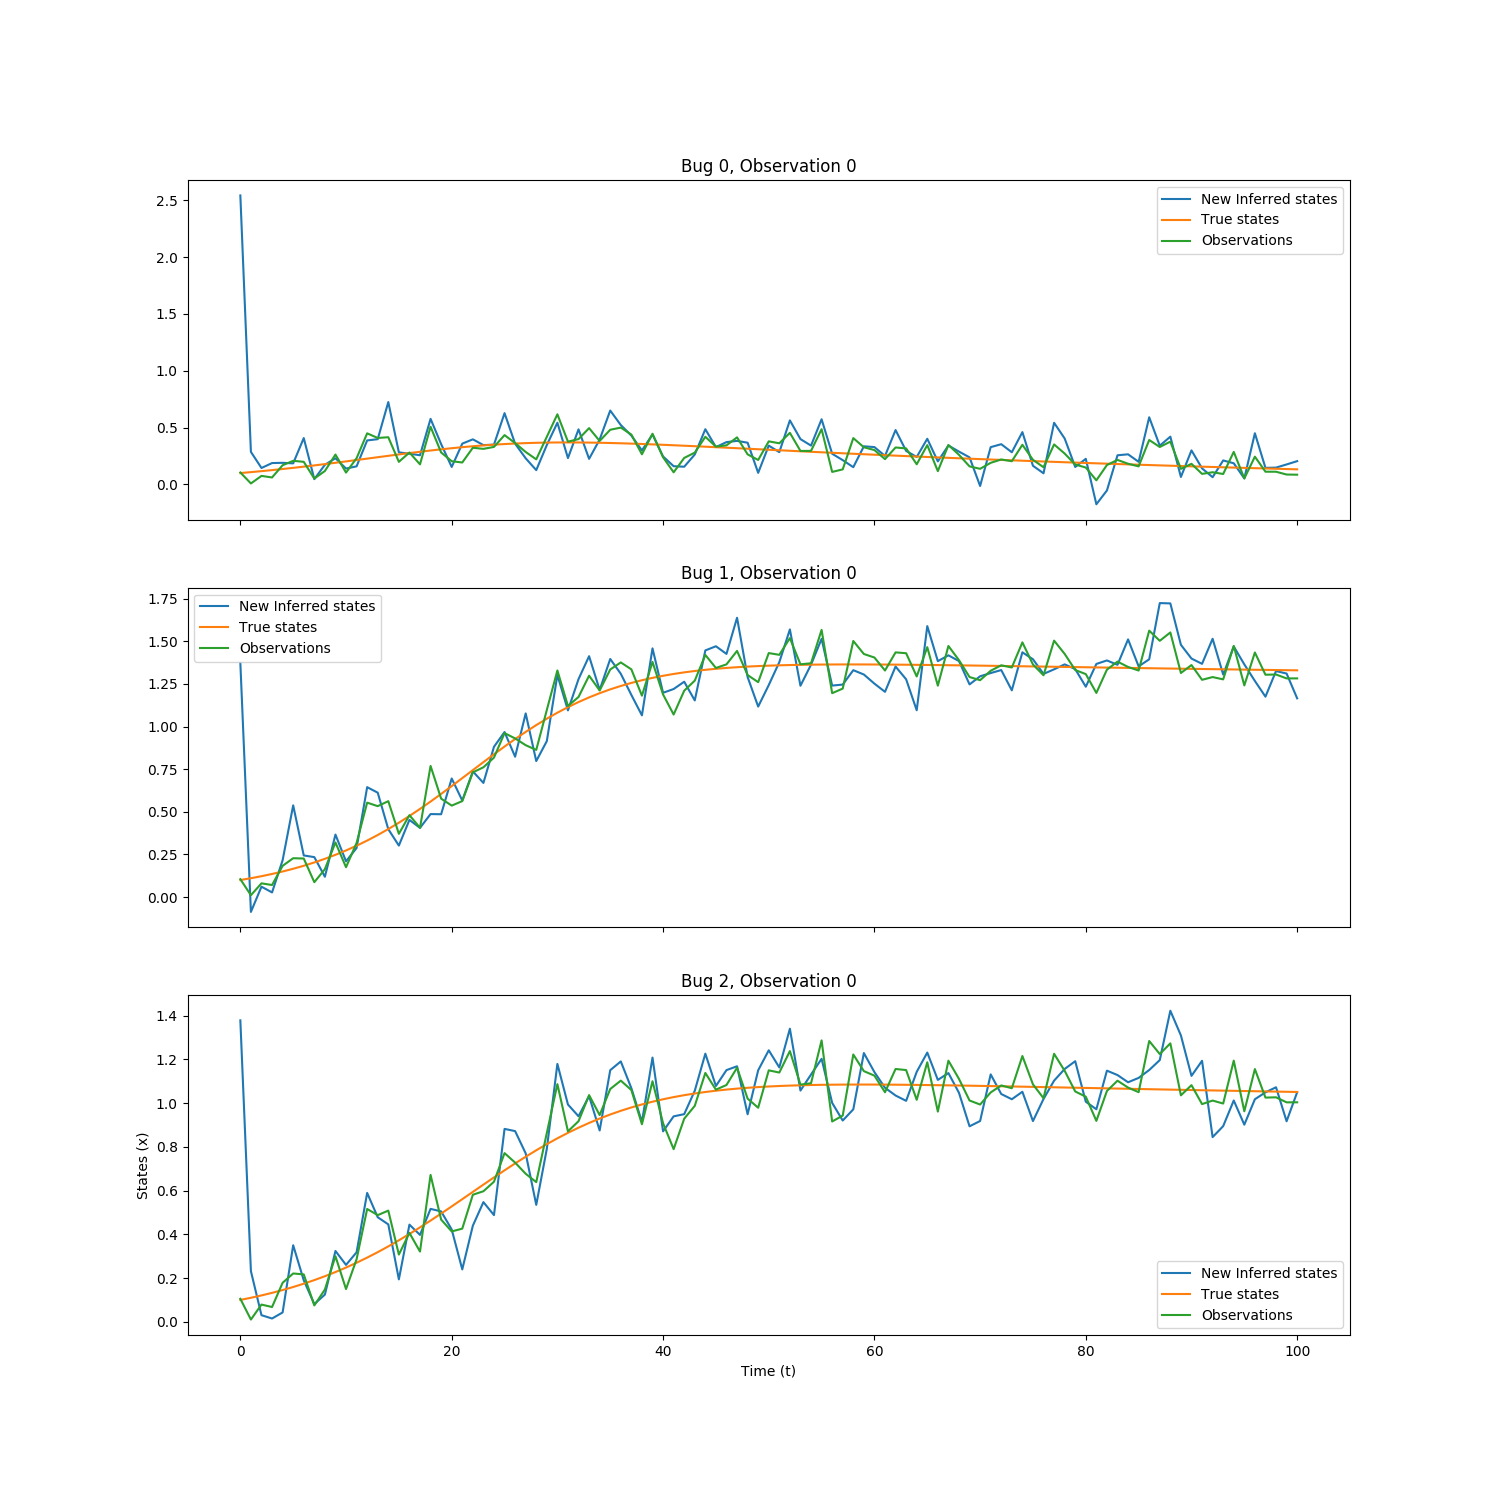 Bug 0, Observation 0
2.5
2.0
1.5
1.0
0.5
0.0
New Inferred states
True states
Observations
Bug 1, Observation 0
1.75
1.50
1.25
1.00
0.75
0.50
0.25
0.00
New Inferred states
True states
Observations
Bug 2, Observation 0
1.4
1.2
1.0
0.8
0.6
0.4
0.2
0.0
States (x)
New Inferred states
True states
Observations
0 20 40 60 80 100
Time (t)